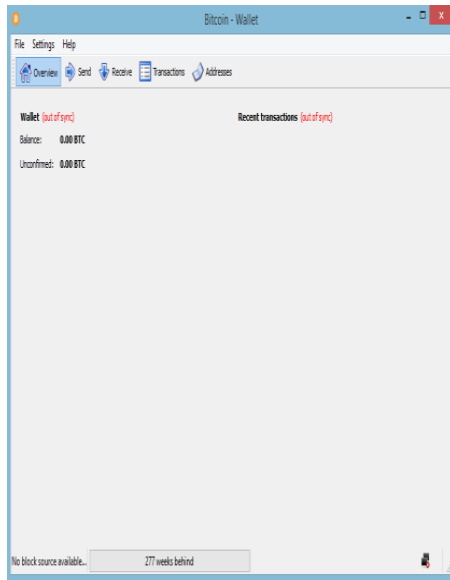 Bitcoin - Wallet
File Settings Help
Overview Send Receive Transactions Addresses
Wallet (out of sync) Recent transactions (out of sync)
Balance: 0.00 BTC
Unconfirmed: 0.00 BTC
No block source available... 277 weeks behind